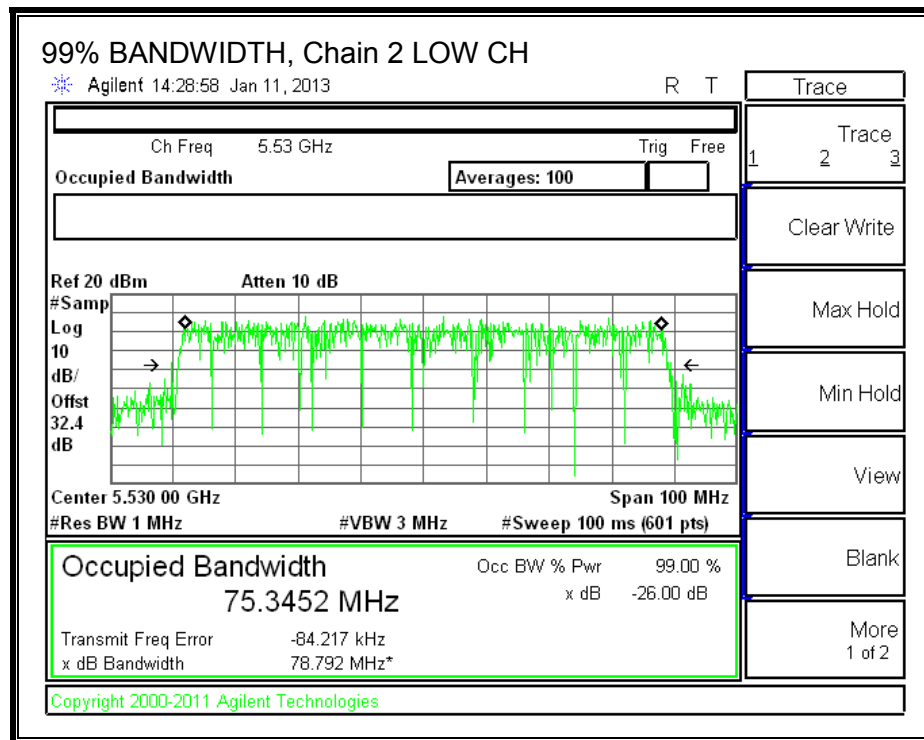 99% BANDWIDTH, Chain 2 LOW CH
Agilent 14:28:58 Jan 11, 2013 R T
Trace
Ch Freq 5.53 GHz Trig Free
Occupied Bandwidth Averages: 100
Trace
1 2 3
Clear Write
Ref 20 dBm Atten 10 dB
#Samp
Log
10
dB/
Offst
32.4
dB
Max Hold
Min Hold
View
Center 5.530 00 GHz Span 100 MHz
#Res BW 1 MHz #VBW 3 MHz #Sweep 100 ms (601 pts)
Occupied Bandwidth Occ BW % Pwr 99.00 %
75.3452 MHz x dB -26.00 dB
Transmit Freq Error -84.217 kHz
x dB Bandwidth 78.792 MHz*
Blank
More
1 of 2
Copyright 2000-2011 Agilent Technologies